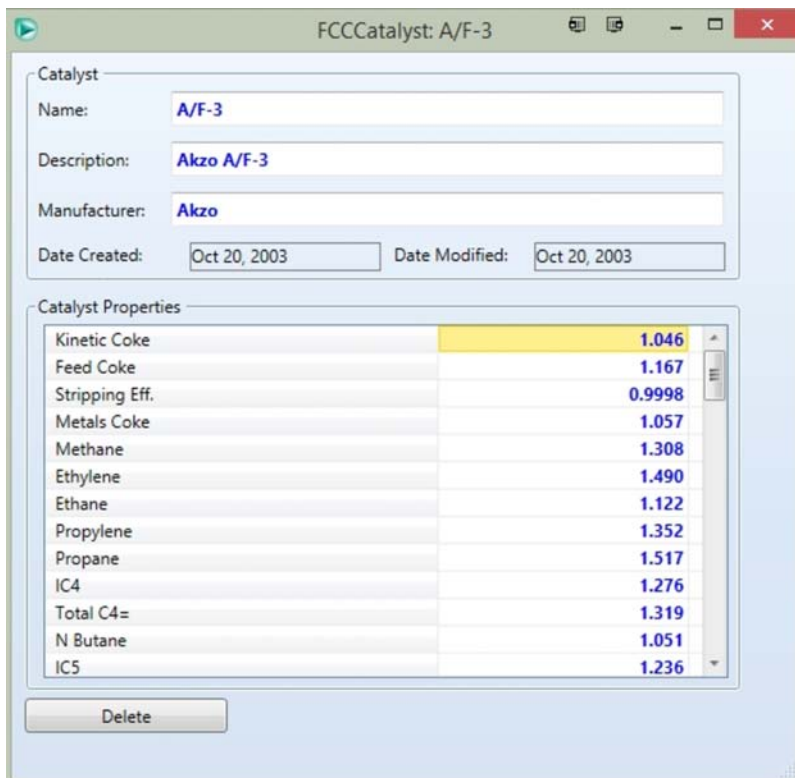 FCCCatalyst: A/F-3
Catalyst
Name: A/F-3
Description: Akzo A/F-3
Manufacturer: Akzo
Date Created: Oct 20, 2003 Date Modified: Oct 20, 2003
Catalyst Properties
Kinetic Coke 1.046
Feed Coke 1.167
Stripping Eff. 0.9998
Metals Coke 1.057
Methane 1.308
Ethylene 1.490
Ethane 1.122
Propylene 1.352
Propane 1.517
IC4 1.276
Total C4= 1.319
N Butane 1.051
IC5 1.236
Delete